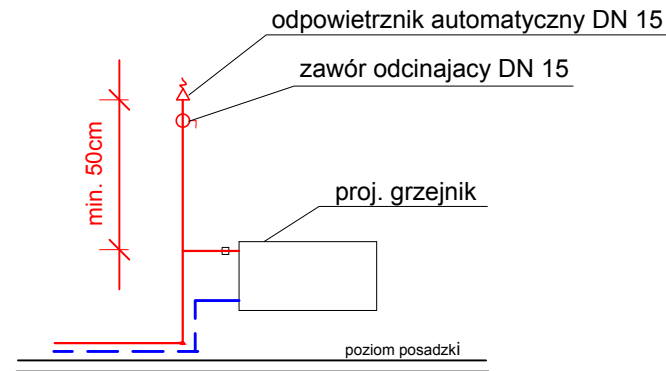 odpowietrznik automatyczny DN 15
zawór odcinajacy DN 15
min. 50cm
proj. grzejnik
poziom posadzki